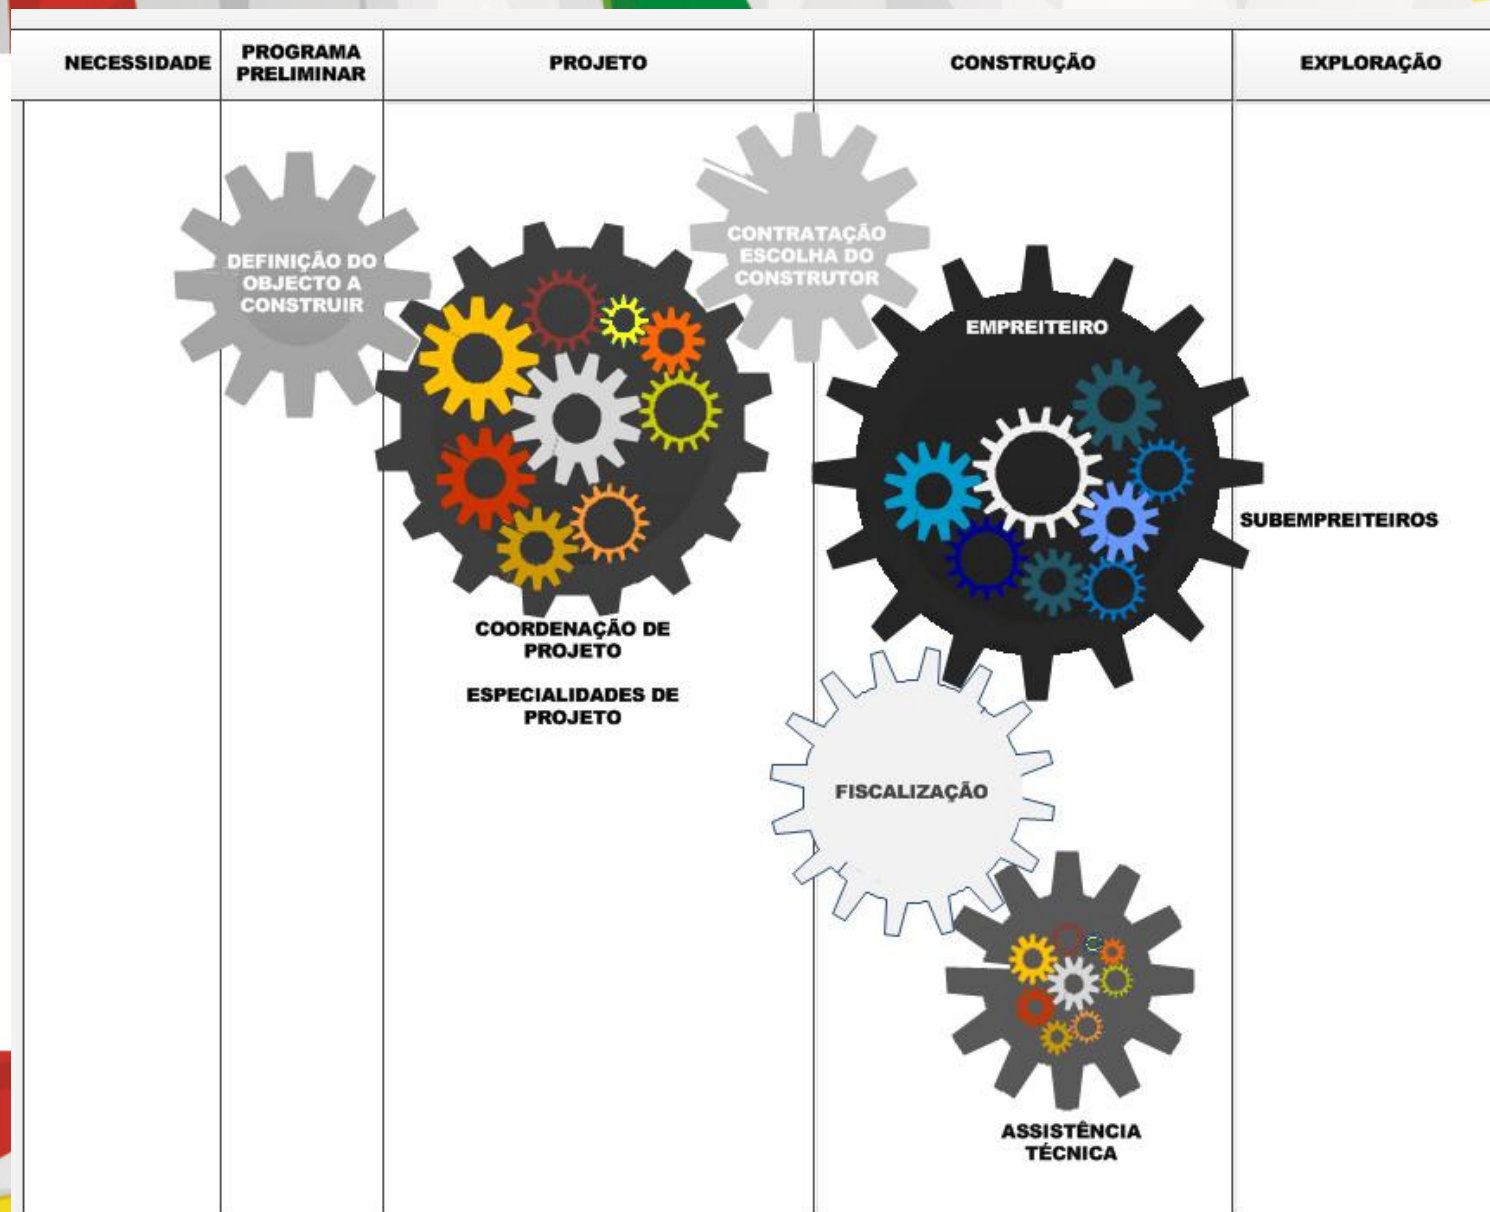 NECESSIDADE
PROGRAMA
PRELIMINAR
PROJETO
CONSTRUÇÃO
EXPLORAÇÃO
DEFINIÇÃO DO
OBJECTO A
CONSTRUIR
CONTRATAÇÃO
ESCOLHA DO
CONSTRUTOR
EMPREITEIRO
SUBEMPREITEIROS
COORDENAÇÃO DE
PROJETO
ESPECIALIDADES DE
PROJETO
FISCALIZAÇÃO
ASSISTÊNCIA
TÉCNICA